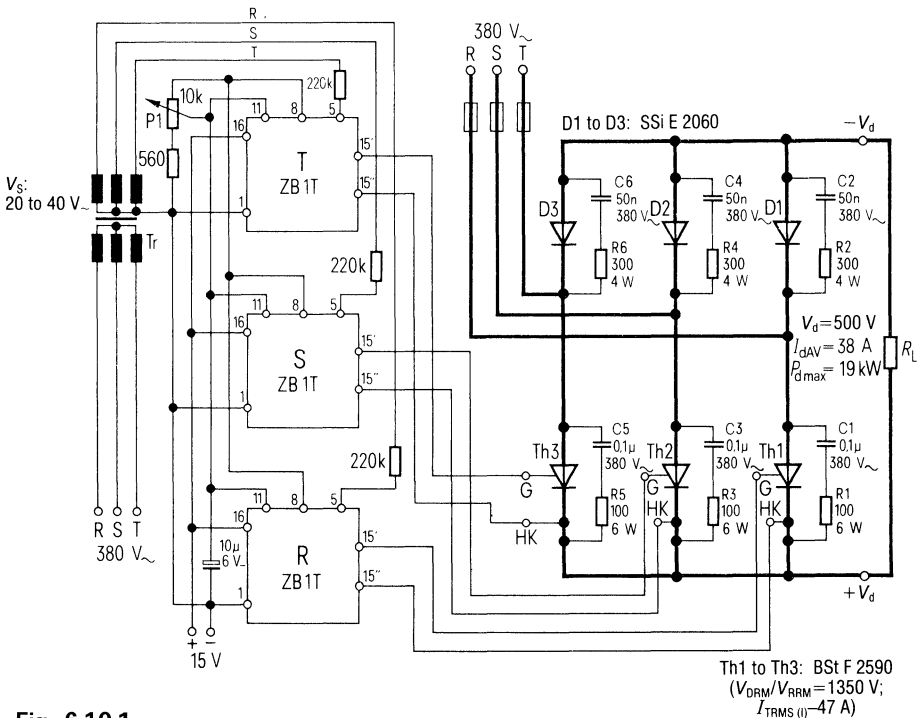 R.
S
T
380 V~
R S T
220k
10k
P1
11
8
5
16
D1 to D3: SSi E 2060
−Vd
560
T
ZB 1T
15'
15"
1
VS:
20 to 40 V~
Tr
C6
50n
380 V~
D3
R6
300
4 W
C4
50n
380 V~
D2
R4
300
4 W
C2
50n
380 V~
D1
R2
300
4 W
220k
11
8
5
16
S
ZB 1T
15'
15"
1
Vd=500 V
IdAV= 38 A
Pdmax= 19 kW
RL
Th3
G
HK
C5
0,1µ
380 V~
R5
100
6 W
Th2
G
HK
C3
0,1µ
380 V~
R3
100
6 W
Th1
G
HK
C1
0,1µ
380 V~
R1
100
6 W
220k
11
8
5
16
R
ZB 1T
15'
15"
1
R S T
380 V~
10µ
6 V−
+ −
15 V
+Vd
Th1 to Th3: BSt F 2590
(VDRM/VRRM=1350 V;
ITRMS (I)−47 A)
Fig. 6.10.1